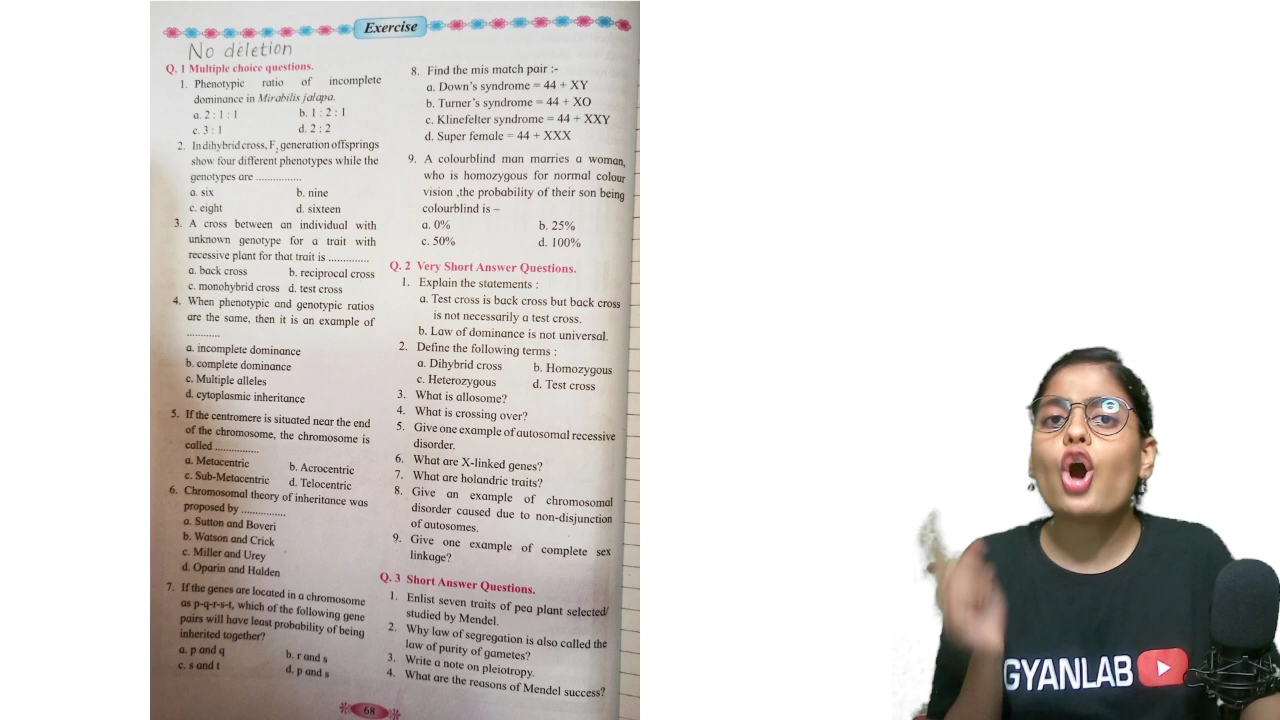 Exercise
No deletion
Q. 1 Multiple choice questions.
1. Phenotypic ratio of incomplete
dominance in Mirabilis jalapa.
a. 2 : 1 : 1 b. 1 : 2 : 1
c. 3 : 1 d. 2 : 2
2. In dihybrid cross, F2 generation offsprings
show four different phenotypes while the
genotypes are ................
a. six b. nine
c. eight d. sixteen
3. A cross between an individual with
unknown genotype for a trait with
recessive plant for that trait is ..............
a. back cross b. reciprocal cross
c. monohybrid cross d. test cross
4. When phenotypic and genotypic ratios
are the same, then it is an example of
............
a. incomplete dominance
b. complete dominance
c. Multiple alleles
d. cytoplasmic inheritance
5. If the centromere is situated near the end
of the chromosome, the chromosome is
called ...............
a. Metacentric b. Acrocentric
c. Sub-Metacentric d. Telocentric
6. Chromosomal theory of inheritance was
proposed by ...............
a. Sutton and Boveri
b. Watson and Crick
c. Miller and Urey
d. Oparin and Halden
7. If the genes are located in a chromosome
as p-q-r-s-t, which of the following gene
pairs will have least probability of being
inherited together?
a. p and q b. r and s
c. s and t d. p and s
8. Find the mis match pair :-
a. Down's syndrome = 44 + XY
b. Turner's syndrome = 44 + XO
c. Klinefelter syndrome = 44 + XXY
d. Super female = 44 + XXX
9. A colourblind man marries a woman,
who is homozygous for normal colour
vision ,the probability of their son being
colourblind is –
a. 0% b. 25%
c. 50% d. 100%
Q. 2 Very Short Answer Questions.
1. Explain the statements :
a. Test cross is back cross but back cross
is not necessarily a test cross.
b. Law of dominance is not universal.
2. Define the following terms :
a. Dihybrid cross b. Homozygous
c. Heterozygous d. Test cross
3. What is allosome?
4. What is crossing over?
5. Give one example of autosomal recessive
disorder.
6. What are X-linked genes?
7. What are holandric traits?
8. Give an example of chromosomal
disorder caused due to non-disjunction
of autosomes.
9. Give one example of complete sex
linkage?
Q. 3 Short Answer Questions.
1. Enlist seven traits of pea plant selected/
studied by Mendel.
2. Why law of segregation is also called the
law of purity of gametes?
3. Write a note on pleiotropy.
4. What are the reasons of Mendel success?
68
GYANLAB